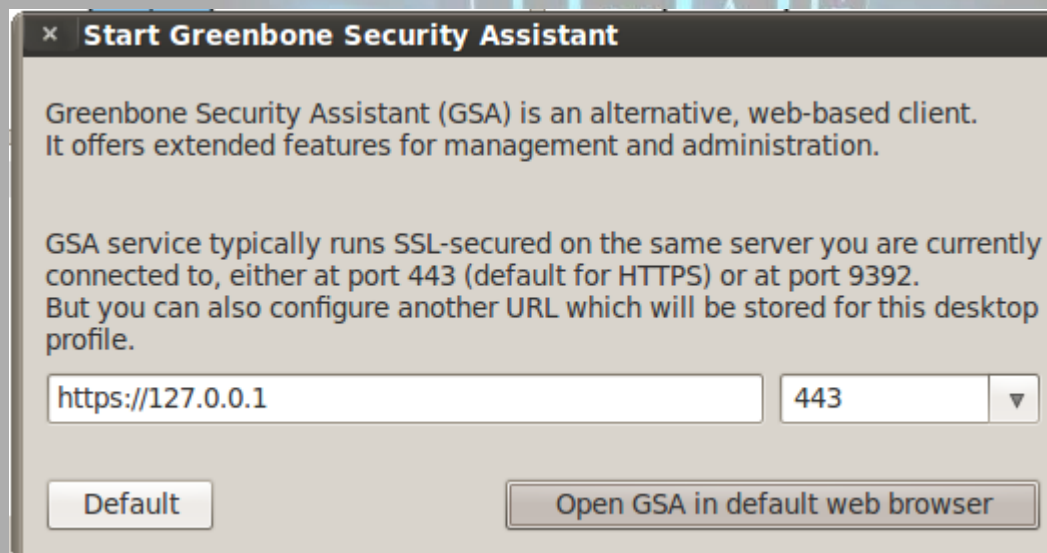 Start Greenbone Security Assistant
Greenbone Security Assistant (GSA) is an alternative, web-based client.
It offers extended features for management and administration.
GSA service typically runs SSL-secured on the same server you are currently
connected to, either at port 443 (default for HTTPS) or at port 9392.
But you can also configure another URL which will be stored for this desktop
profile.
https://127.0.0.1 443
Default Open GSA in default web browser